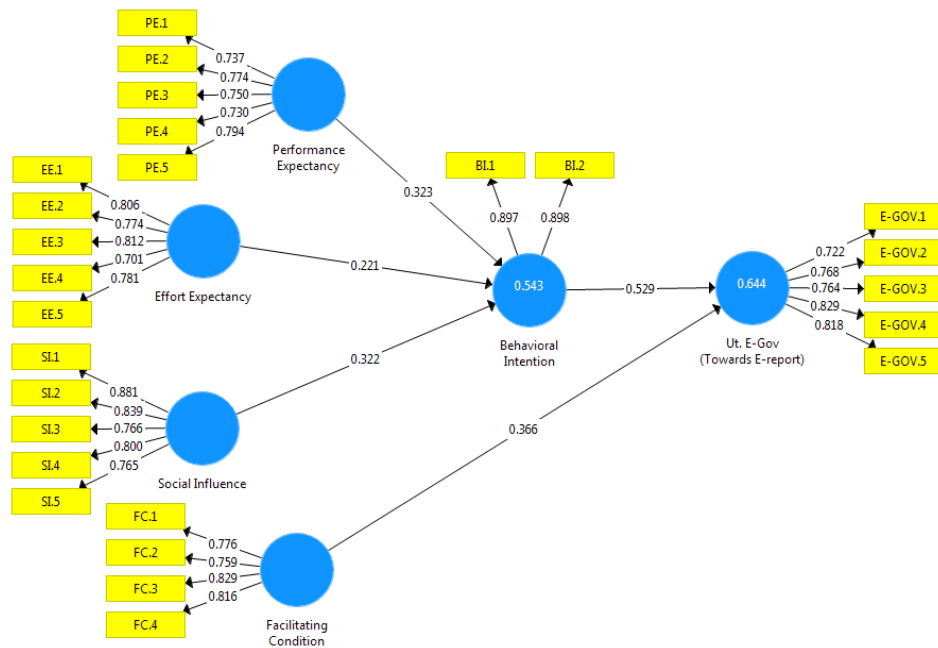 PE.1
PE.2
PE.3
PE.4
PE.5
0.737
0.774
0.750
0.730
0.794
Performance
Expectancy
EE.1
EE.2
EE.3
EE.4
EE.5
0.806
0.774
0.812
0.701
0.781
Effort Expectancy
SI.1
SI.2
SI.3
SI.4
SI.5
0.881
0.839
0.766
0.800
0.765
Social Influence
FC.1
FC.2
FC.3
FC.4
0.776
0.759
0.829
0.816
Facilitating
Condition
0.323
0.221
0.322
0.366
BI.1
BI.2
0.897
0.898
0.543
Behavioral
Intention
0.529
0.644
Ut. E-Gov
(Towards E-report)
0.722
0.768
0.764
0.829
0.818
E-GOV.1
E-GOV.2
E-GOV.3
E-GOV.4
E-GOV.5